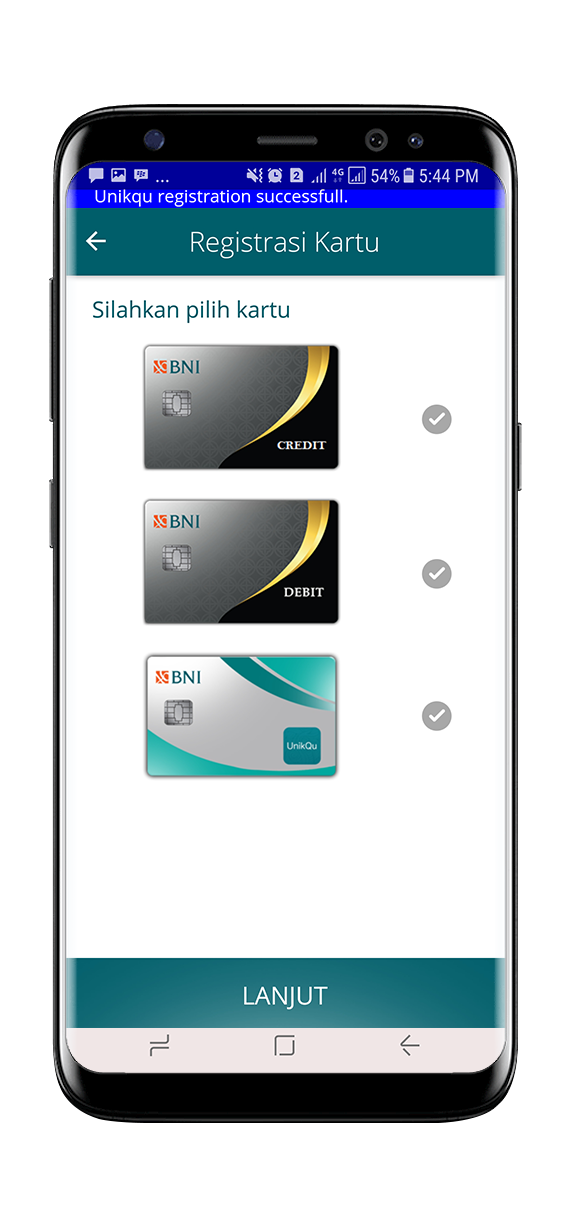 ... 2 4G 54% 5:44 PM
Unikqu registration successfull.
Registrasi Kartu
Silahkan pilih kartu
BNI
CREDIT
BNI
DEBIT
BNI
UnikQu
LANJUT